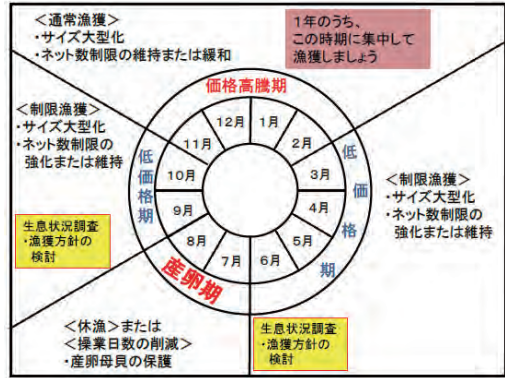 ＜通常漁獲＞
・サイズ大型化
・ネット数制限の維持または緩和
1年のうち、
この時期に集中して
漁獲しましょう
価格高騰期
12月
1月
11月
2月
10月
3月
9月
4月
8月
5月
7月
6月
＜制限漁獲＞
・サイズ大型化
・ネット数制限の
強化または維持
低価格期
低価格期
＜制限漁獲＞
・サイズ大型化
・ネット数制限の
強化または維持
生息状況調査
・漁獲方針の
検討
産卵期
＜休漁＞または
＜操業日数の削減＞
・産卵母貝の保護
生息状況調査
・漁獲方針の
検討